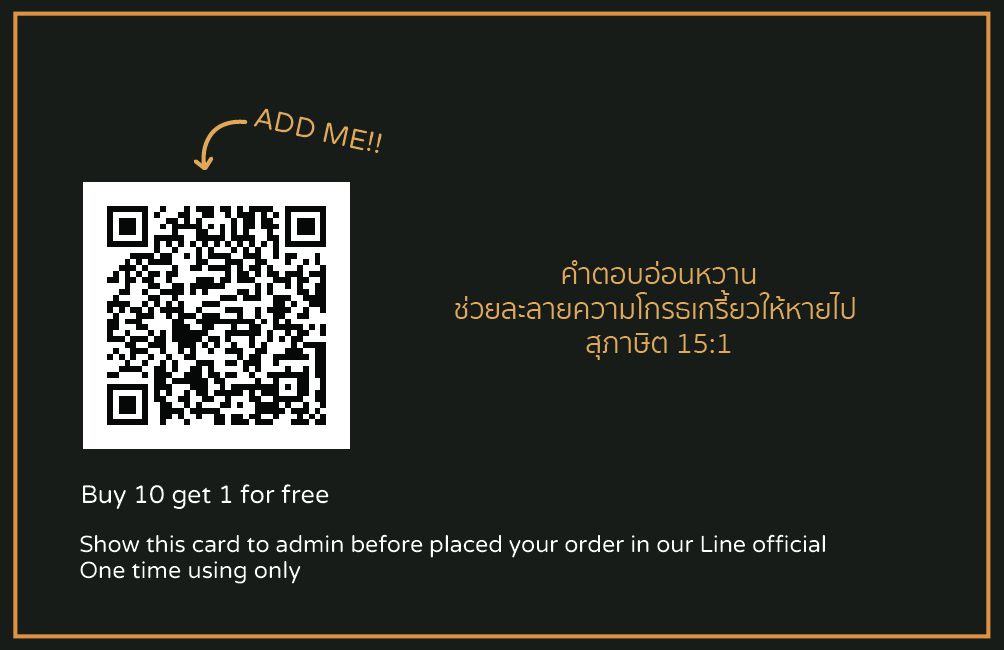 ADD ME!!
คำตอบอ่อนหวาน
ช่วยละลายความโกรธเกรี้ยวให้หายไป
สุภาษิต 15:1
Buy 10 get 1 for free
Show this card to admin before placed your order in our Line official
One time using only